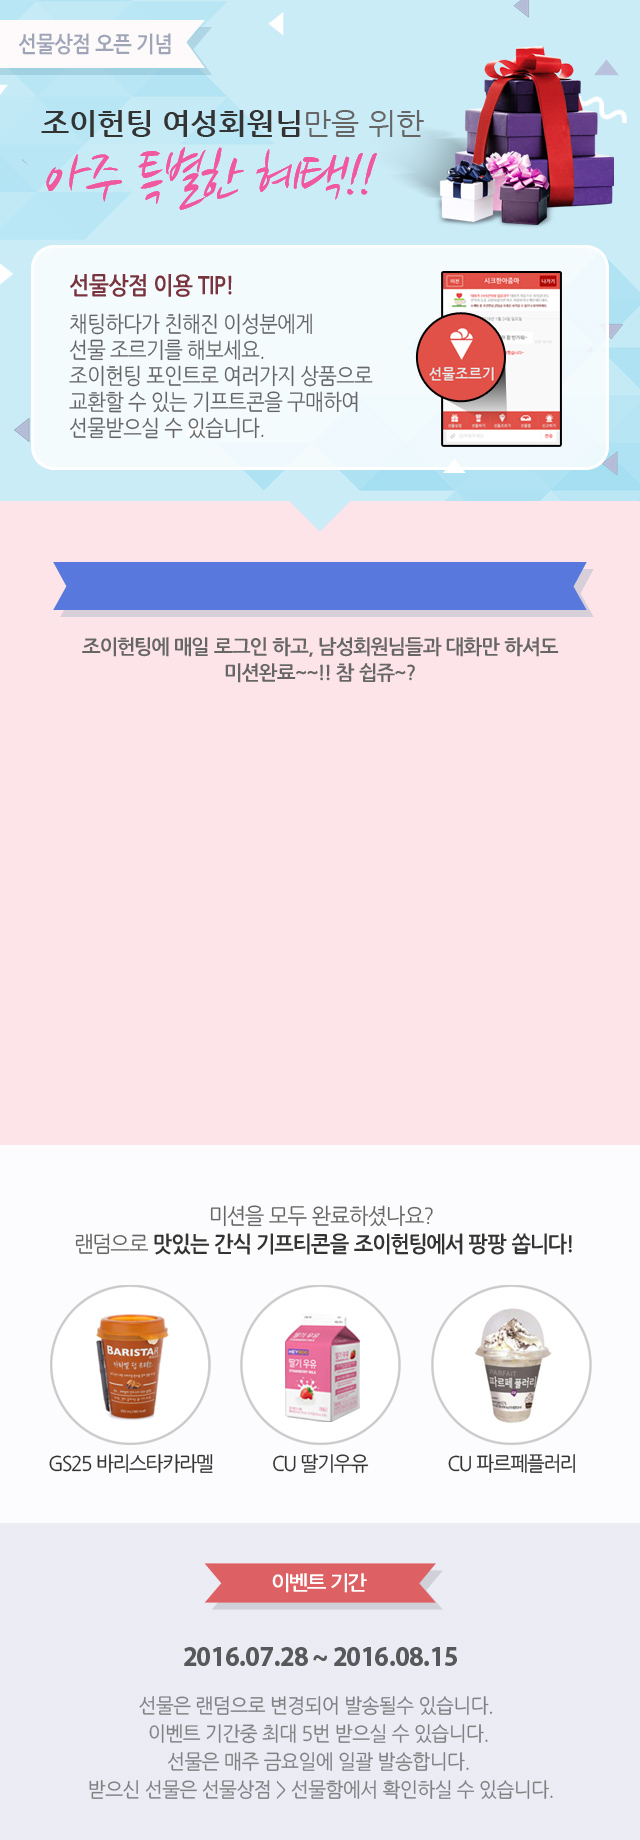 선물상점 오픈 기념
조이헌팅 여성회원님만을 위한
아주 특별한 혜택!!
선물상점 이용 TIP!
채팅하다가 친해진 이성분에게
선물 조르기를 해보세요.
조이헌팅 포인트로 여러가지 상품으로
교환할 수 있는 기프트콘을 구매하여
선물받으실 수 있습니다.
시크한아줌마
나가기
선물조르기
조이헌팅에 매일 로그인 하고, 남성회원님들과 대화만 하셔도
미션완료~~!! 참 쉽쥬~?
미션을 모두 완료하셨나요?
랜덤으로 맛있는 간식 기프티콘을 조이헌팅에서 팡팡 쏩니다!
BARISTAR
딸기우유
딸기 우유
PARFAIT
파르페 플러리
GS25 바리스타카라멜
CU 딸기우유
CU 파르페플러리
이벤트 기간
2016.07.28 ~ 2016.08.15
선물은 랜덤으로 변경되어 발송될수 있습니다.
이벤트 기간중 최대 5번 받으실 수 있습니다.
선물은 매주 금요일에 일괄 발송합니다.
받으신 선물은 선물상점 > 선물함에서 확인하실 수 있습니다.